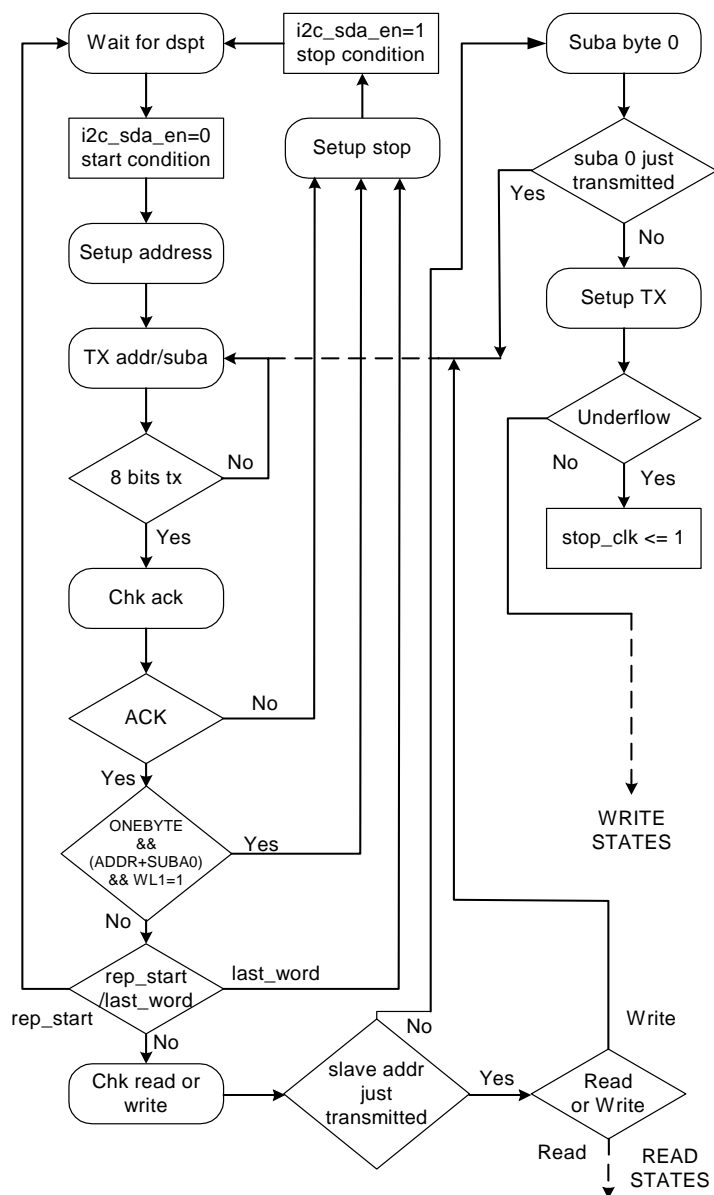 Wait for dspt
i2c_sda_en=1
stop condition
Suba byte 0
i2c_sda_en=0
start condition
Setup stop
suba 0 just
transmitted
Yes
No
Setup address
Setup TX
TX addr/suba
Underflow
No
Yes
8 bits tx
No
Yes
stop_clk <= 1
Chk ack
ACK
No
Yes
ONEBYTE
&&
(ADDR+SUBA0)
&& WL1=1
Yes
No
WRITE
STATES
rep_start
/last_word
last_word
rep_start
No
No
Write
Chk read or
write
slave addr
just
transmitted
Yes
Read
or Write
Read
READ
STATES